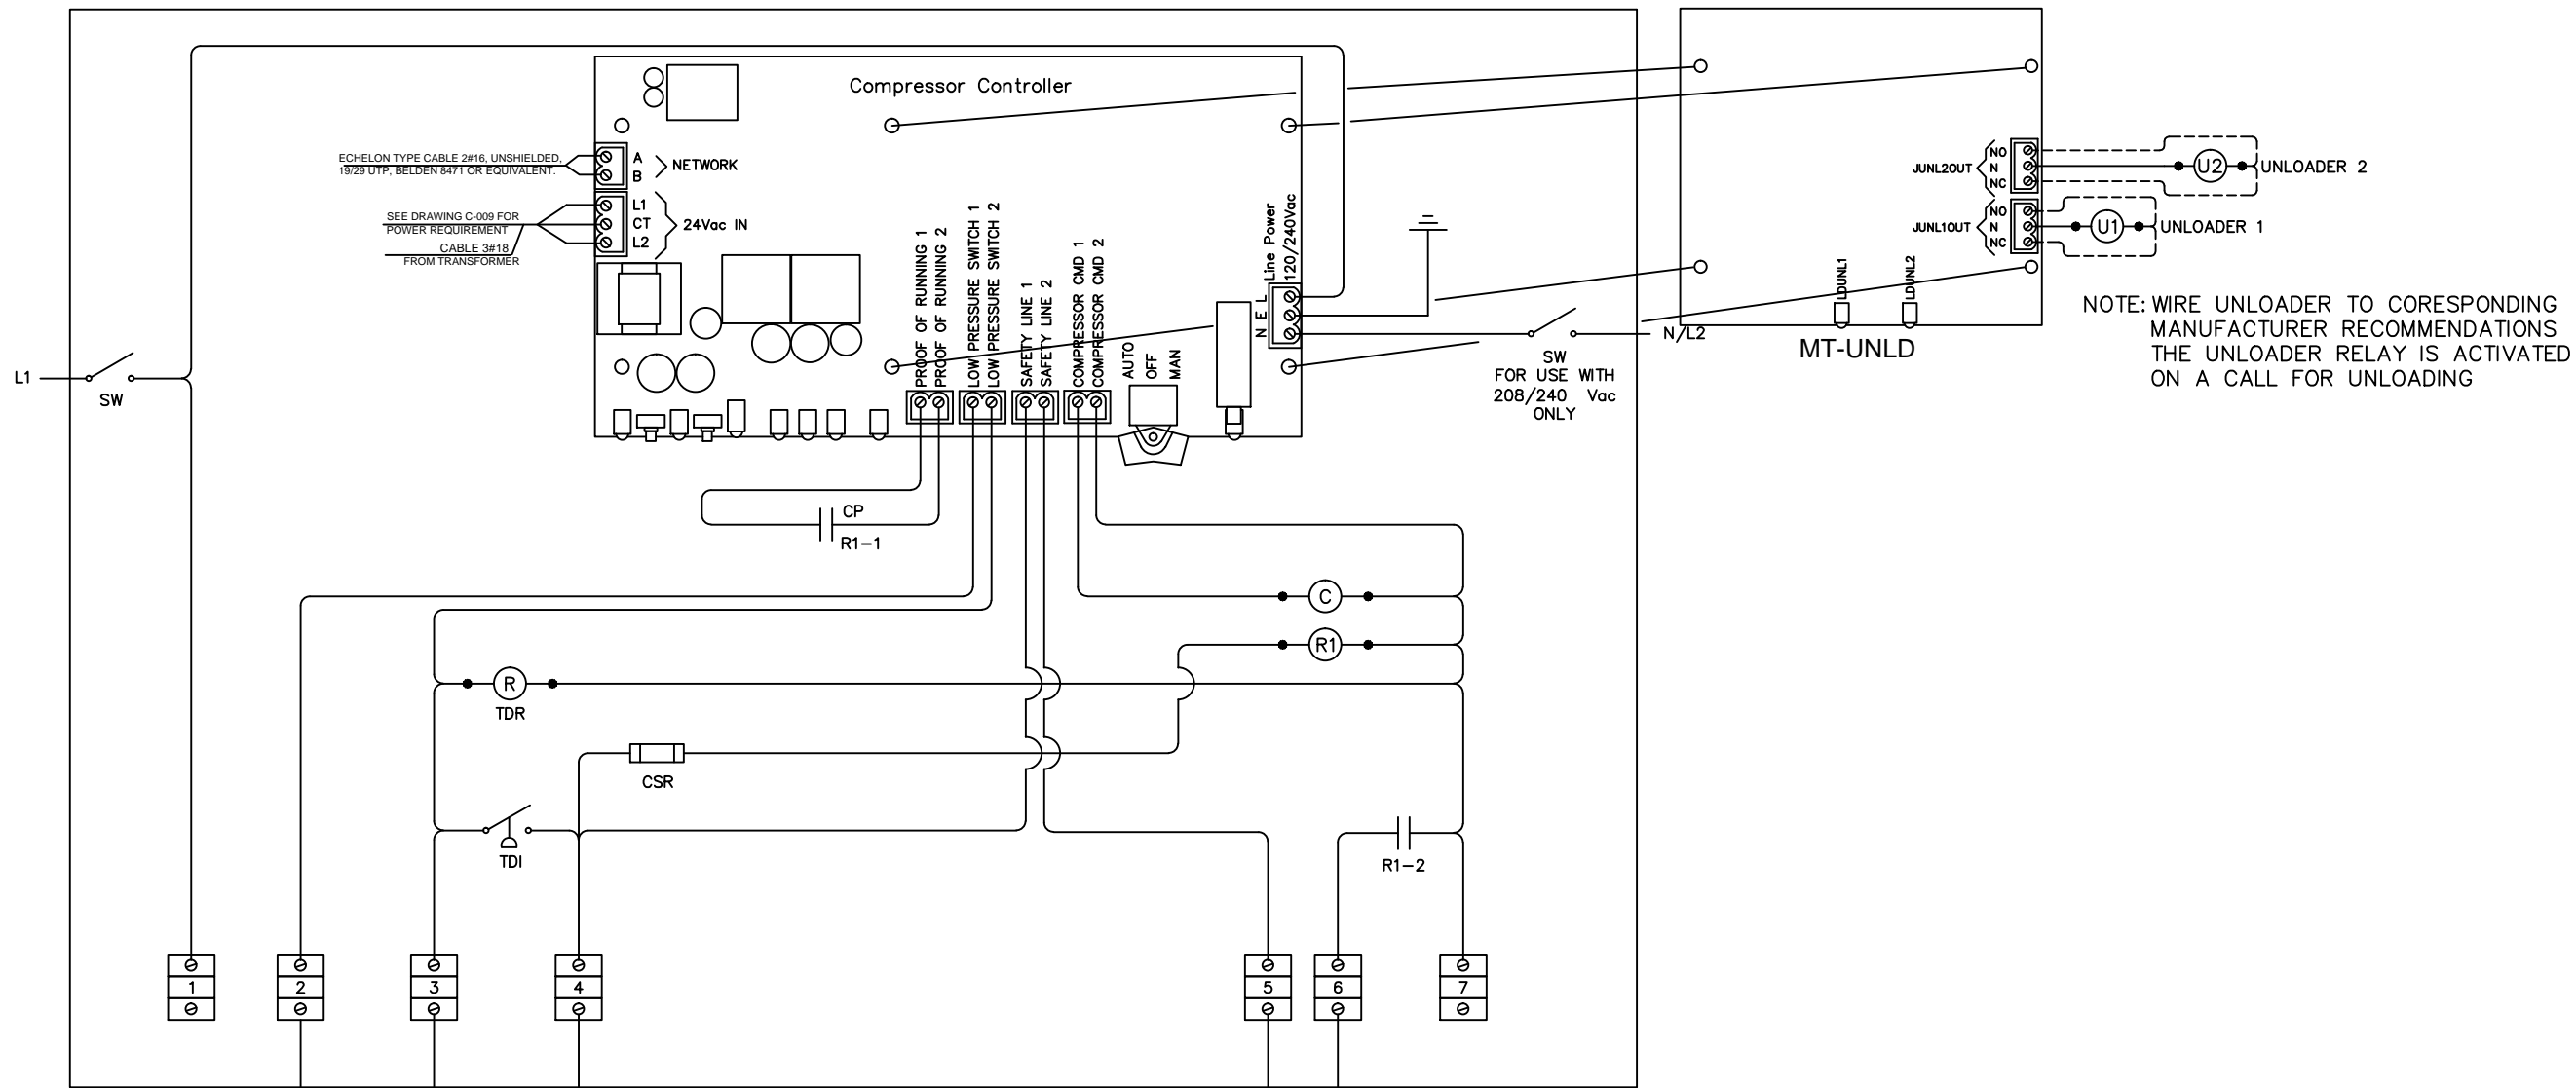 Compressor Controller
ECHELON TYPE CABLE 2#16, UNSHIELDED,
19/29 UTP, BELDEN 8471 OR EQUIVALENT.
A
B
NETWORK
SEE DRAWING C-009 FOR
POWER REQUIREMENT
CABLE 3#18
FROM TRANSFORMER
L1
CT
L2
24Vac IN
PROOF OF RUNNING 1
PROOF OF RUNNING 2
LOW PRESSURE SWITCH 1
LOW PRESSURE SWITCH 2
SAFETY LINE 1
SAFETY LINE 2
COMPRESSOR CMD 1
COMPRESSOR CMD 2
AUTO
OFF
MAN
Line Power
120/240Vac
N E L
SW
FOR USE WITH
208/240 Vac
ONLY
N/L2
JUNL2OUT
NO
N
NC
U2
UNLOADER 2
JUNL1OUT
NO
N
NC
U1
UNLOADER 1
LDUNL1
LDUNL2
MT-UNLD
NOTE: WIRE UNLOADER TO CORESPONDING
MANUFACTURER RECOMMENDATIONS
THE UNLOADER RELAY IS ACTIVATED
ON A CALL FOR UNLOADING
L1
SW
CP
R1-1
C
R1
R
TDR
CSR
TDI
R1-2
1
2
3
4
5
6
7